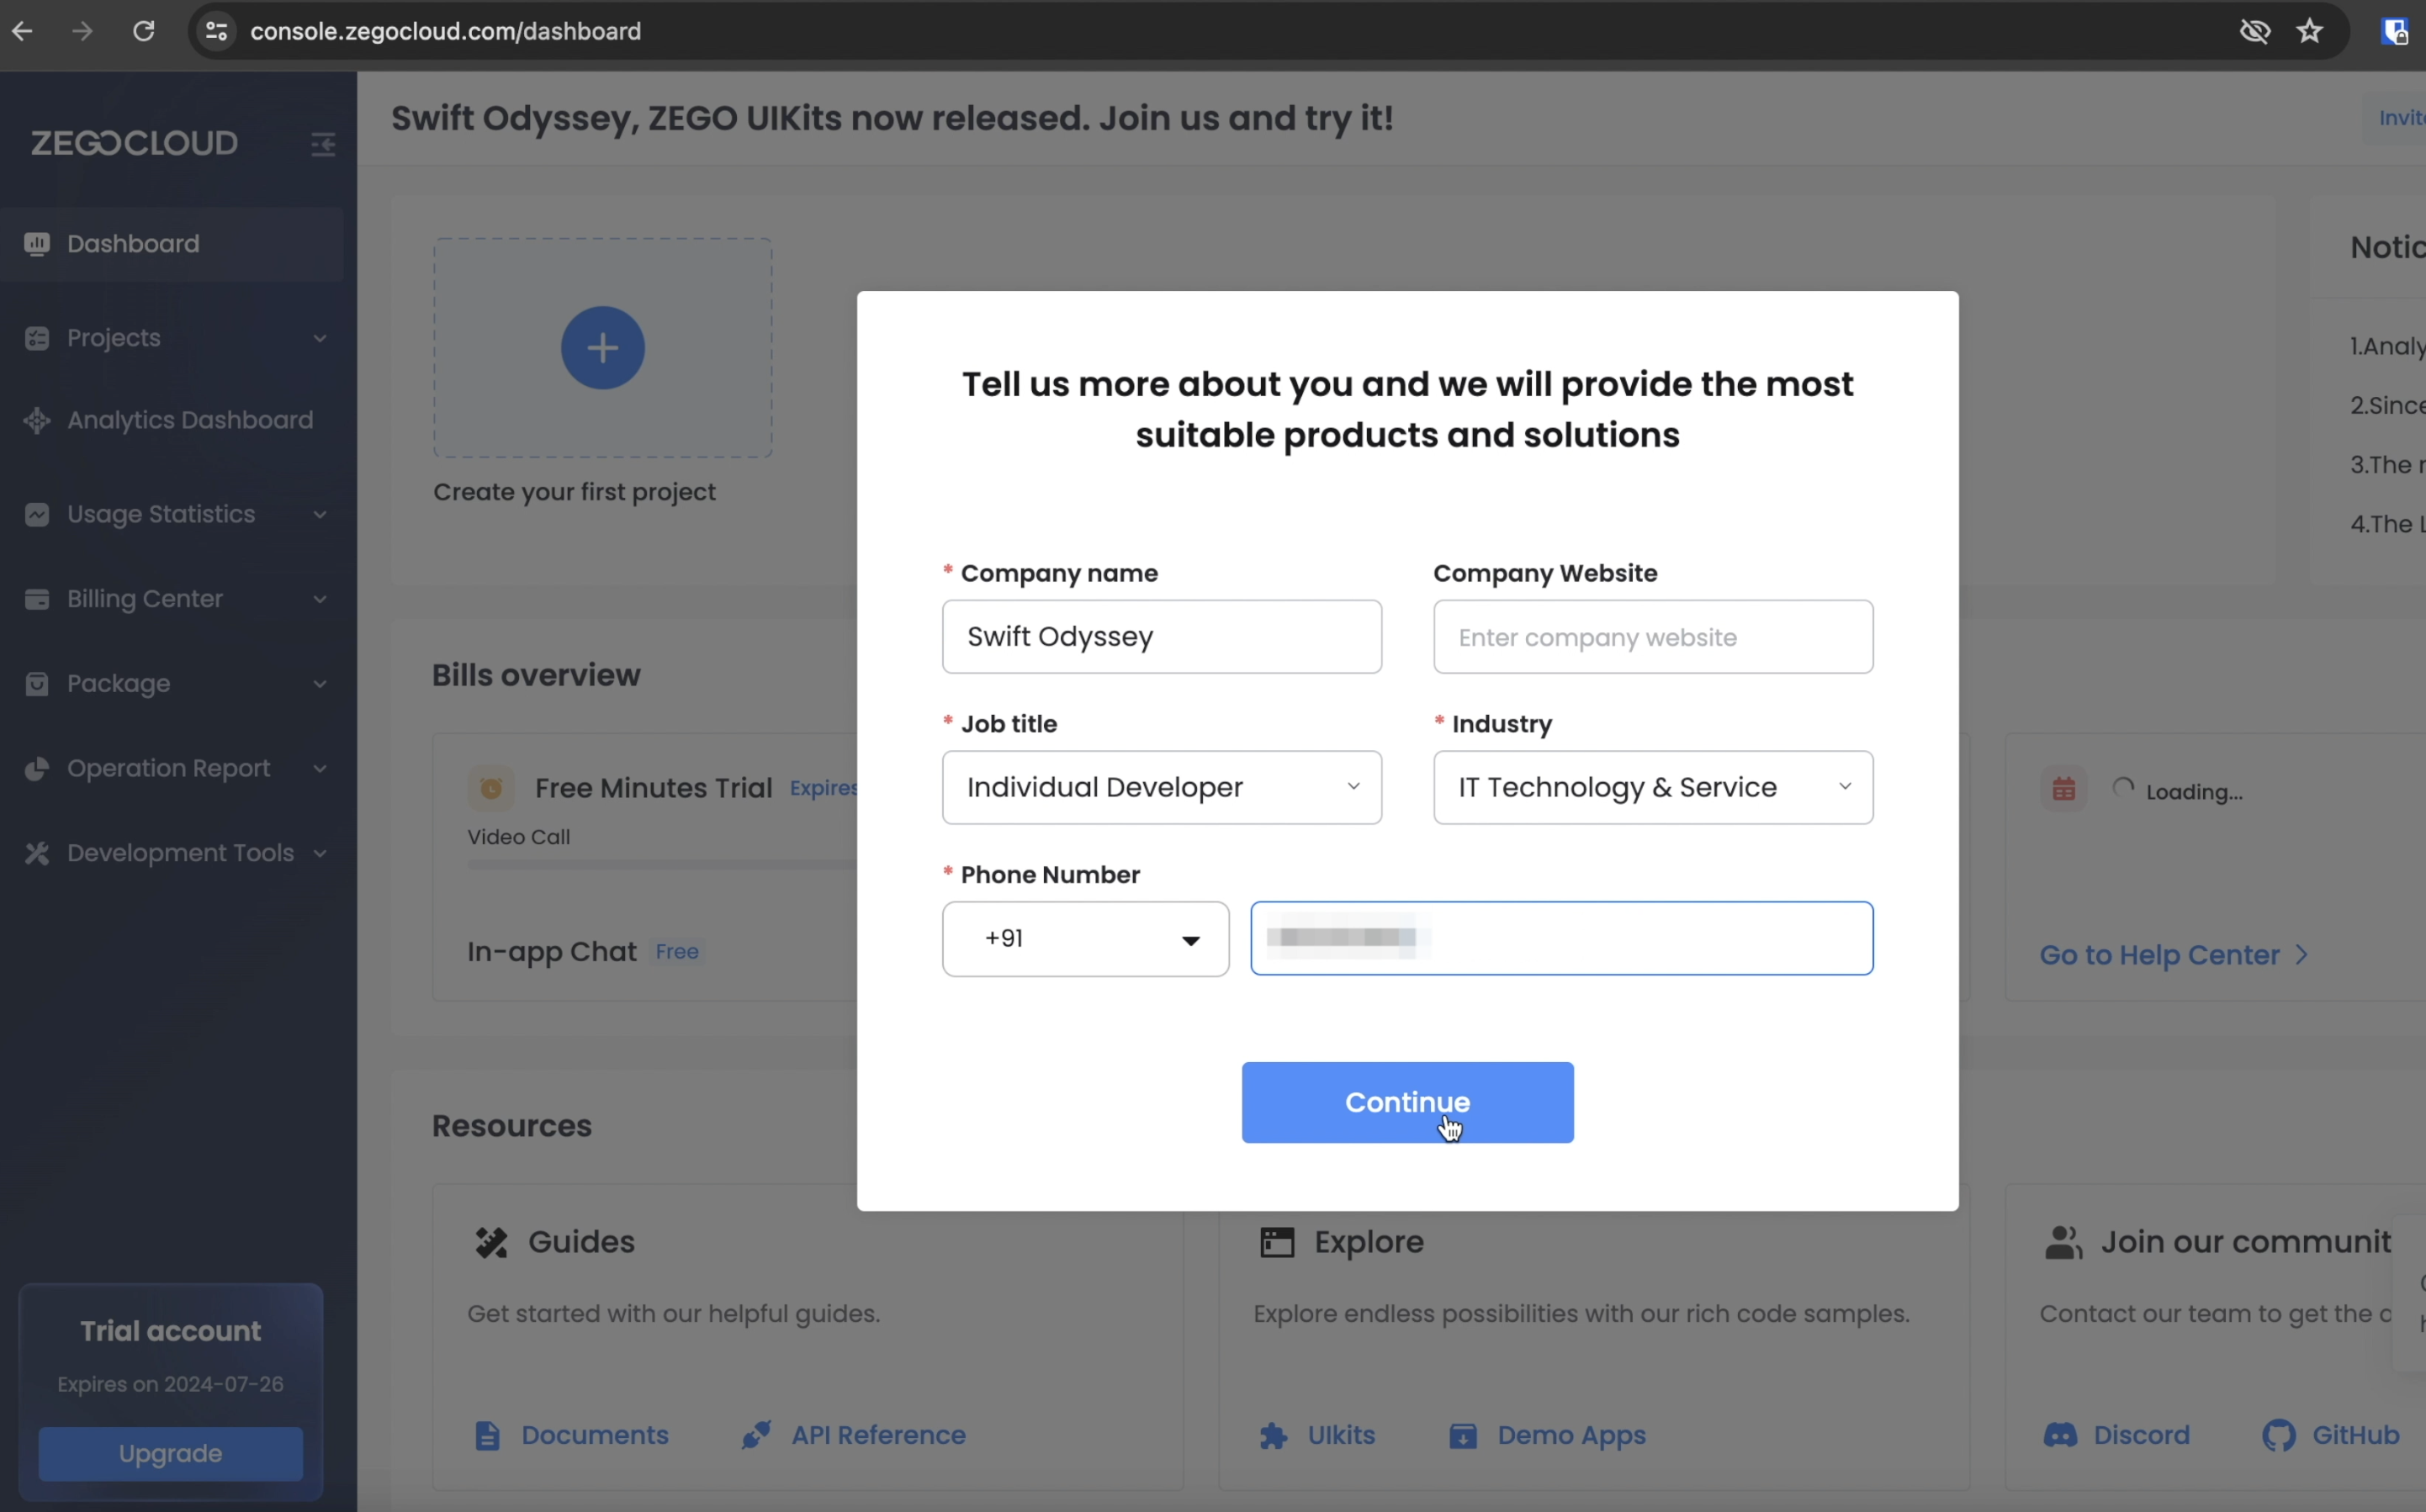 console.zegocloud.com/dashboard
ZEGOCLOUD
Dashboard
Projects
Analytics Dashboard
Usage Statistics
Billing Center
Package
Operation Report
Development Tools
Trial account
Expires on 2024-07-26
Upgrade
Swift Odyssey, ZEGO UIKits now released. Join us and try it!
Create your first project
Bills overview
Free Minutes Trial Expires
Video Call
In-app Chat Free
Tell us more about you and we will provide the most
suitable products and solutions
* Company name
Swift Odyssey
Company Website
Enter company website
* Job title
Individual Developer
* Industry
IT Technology & Service
* Phone Number
+91
Continue
1.Analy
2.Since
3.The
4.The
Loading...
Go to Help Center
Resources
Guides
Get started with our helpful guides.
Documents API Reference
Explore
Explore endless possibilities with our rich code samples.
UIkits Demo Apps
Join our communit
Contact our team to get the
Discord GitHub